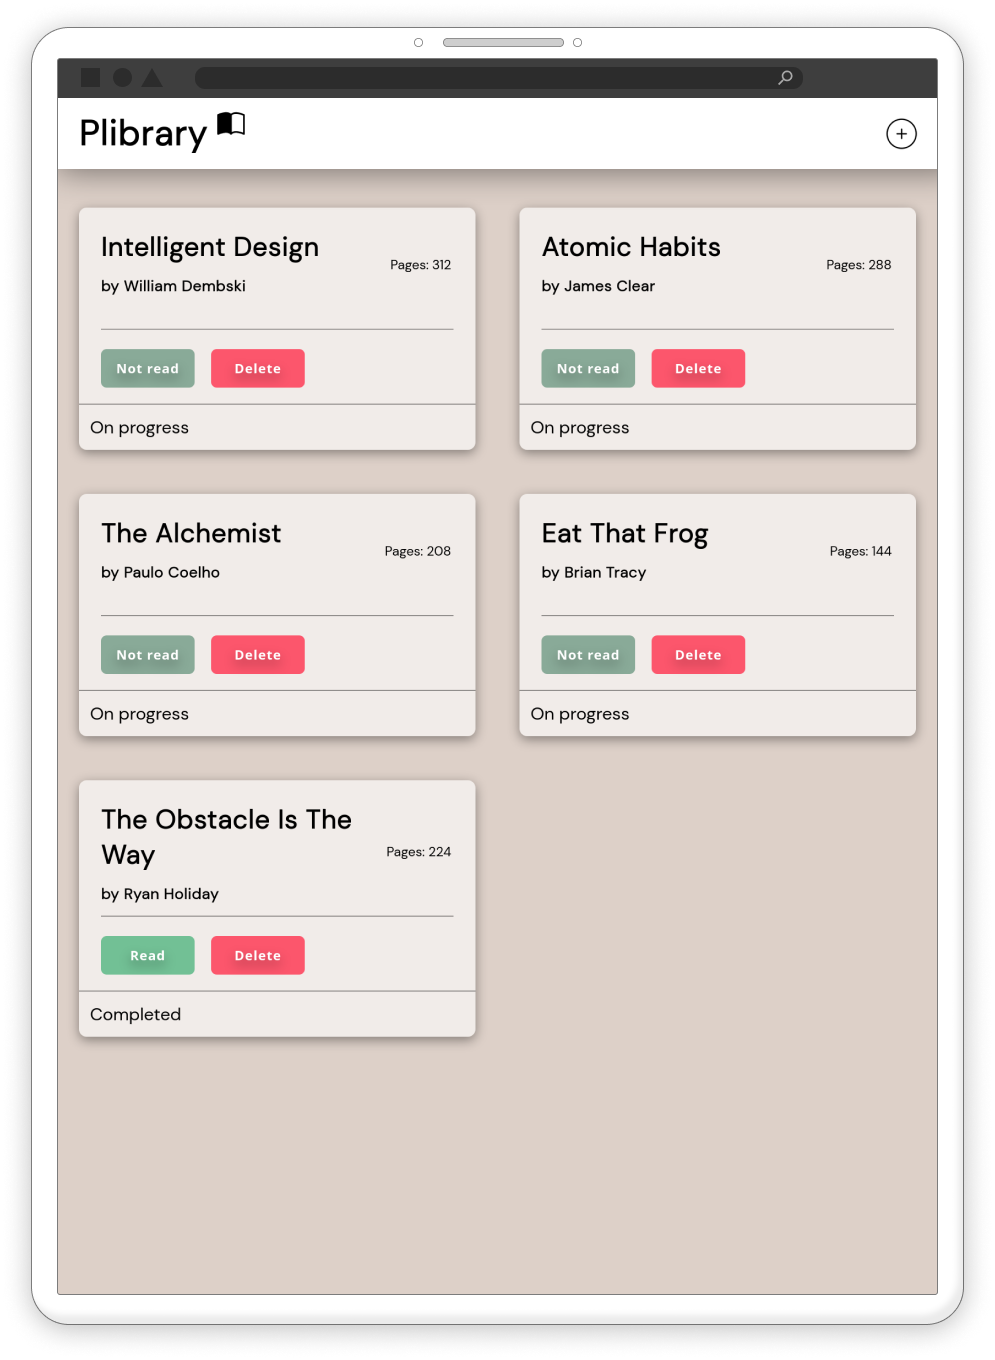 Plibrary
Intelligent Design
Pages: 312
by William Dembski
Not read Delete
On progress
Atomic Habits
Pages: 288
by James Clear
Not read Delete
On progress
The Alchemist
Pages: 208
by Paulo Coelho
Not read Delete
On progress
Eat That Frog
Pages: 144
by Brian Tracy
Not read Delete
On progress
The Obstacle Is The
Way
Pages: 224
by Ryan Holiday
Read Delete
Completed